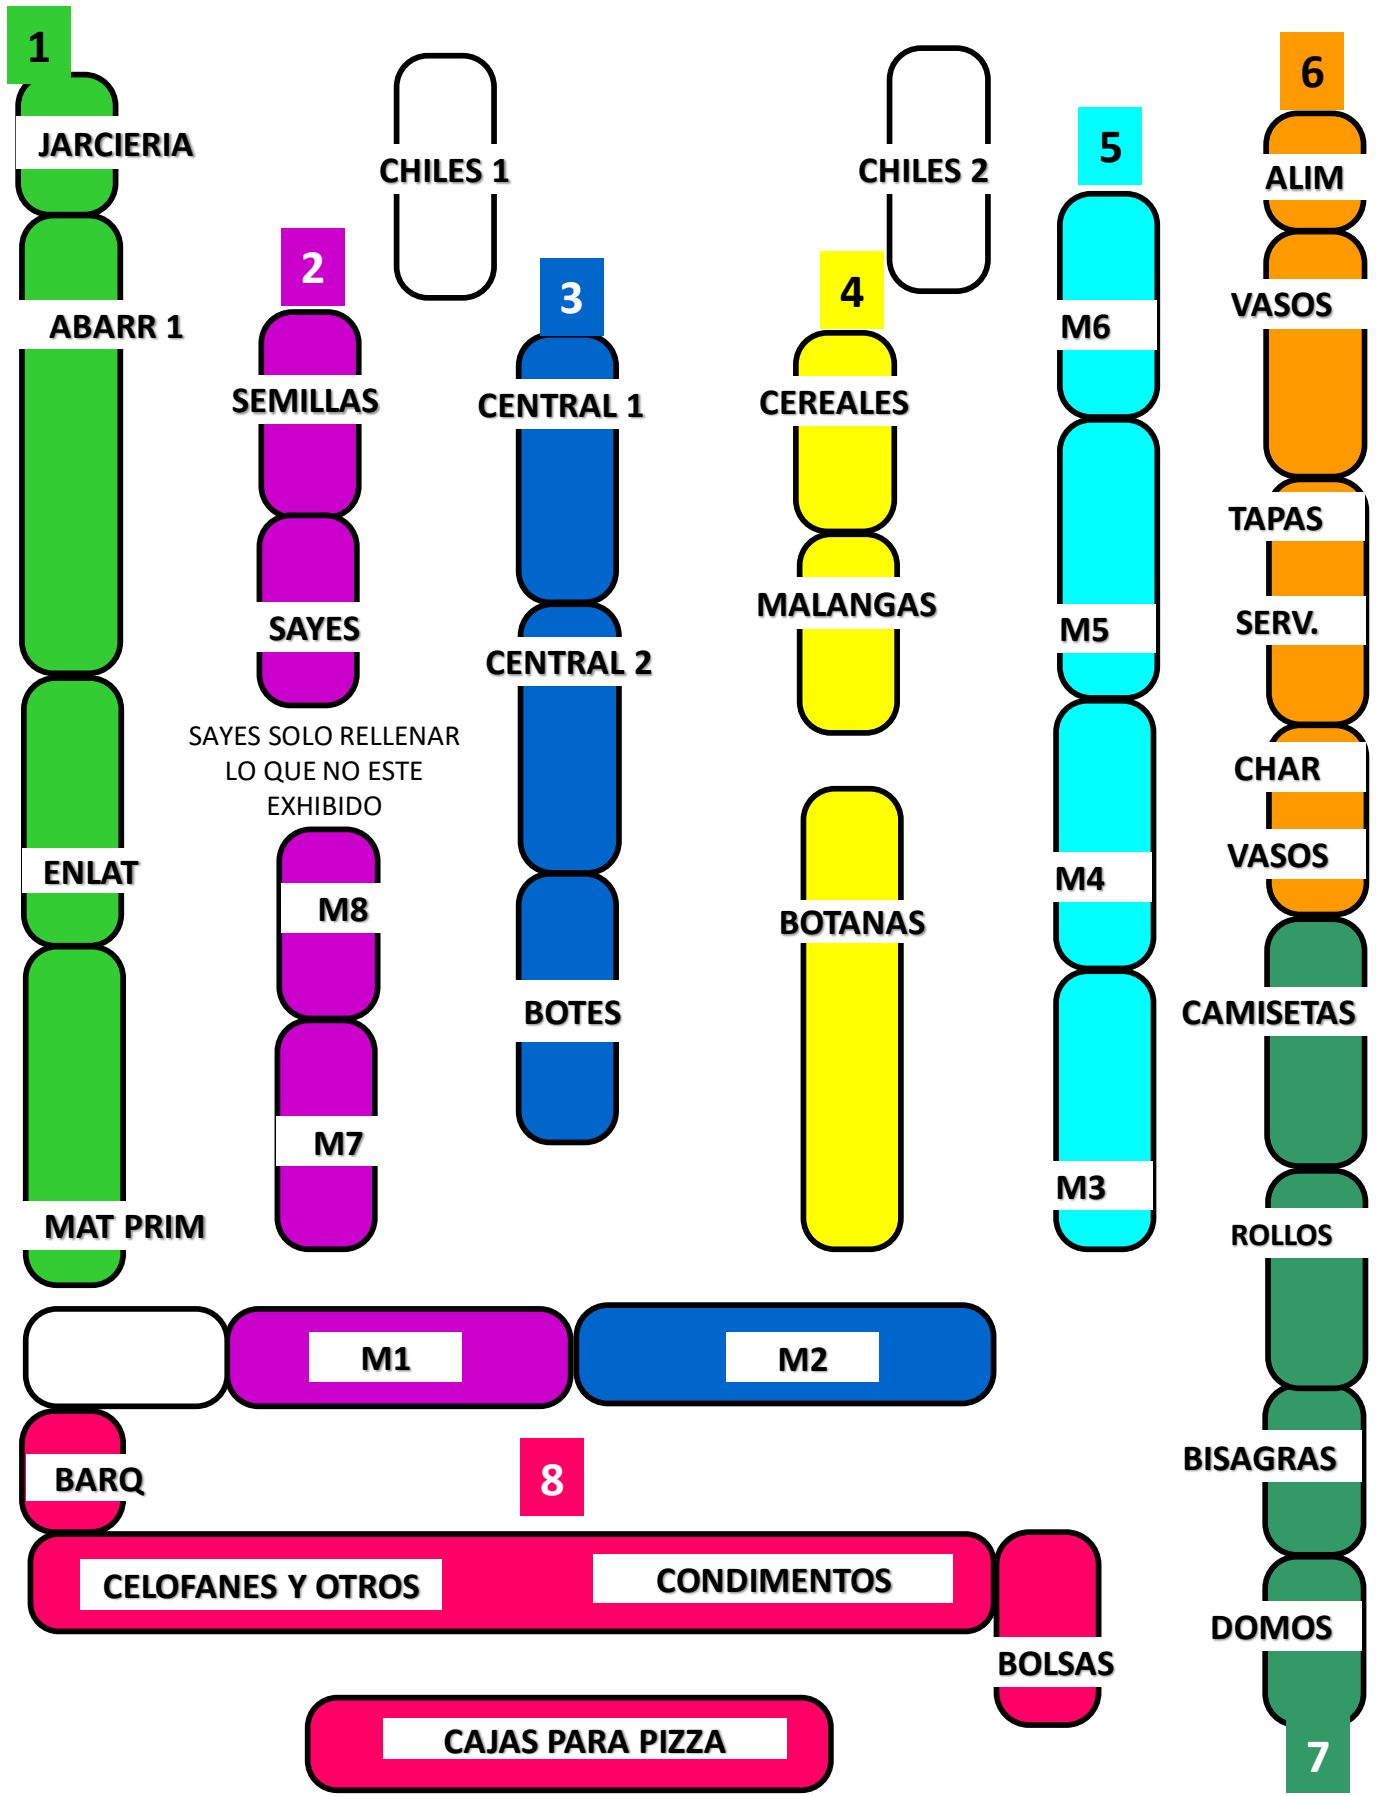 1
JARCIERIA
ABARR 1
ENLAT
MAT PRIM
CHILES 1
2
SEMILLAS
SAYES
SAYES SOLO RELLENAR
LO QUE NO ESTE
EXHIBIDO
M8
M7
3
CENTRAL 1
CENTRAL 2
BOTES
CHILES 2
4
CEREALES
MALANGAS
BOTANAS
5
M6
M5
M4
M3
6
ALIM
VASOS
TAPAS
SERV.
CHAR
VASOS
CAMISETAS
ROLLOS
BISAGRAS
DOMOS
7
M1
M2
BARQ
8
CELOFANES Y OTROS
CONDIMENTOS
BOLSAS
CAJAS PARA PIZZA